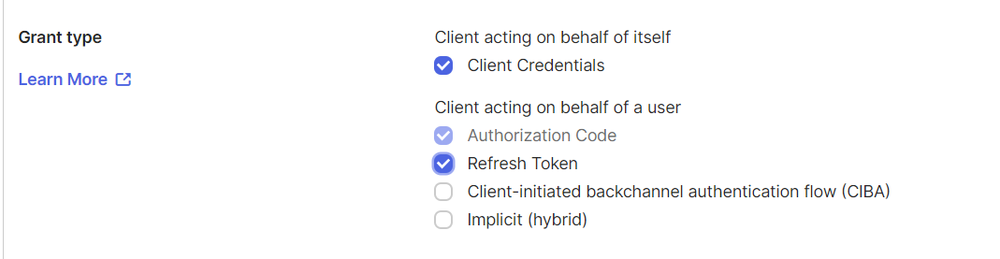 Grant type
Learn More
Client acting on behalf of itself
Client Credentials
Client acting on behalf of a user
Authorization Code
Refresh Token
Client-initiated backchannel authentication flow (CIBA)
Implicit (hybrid)